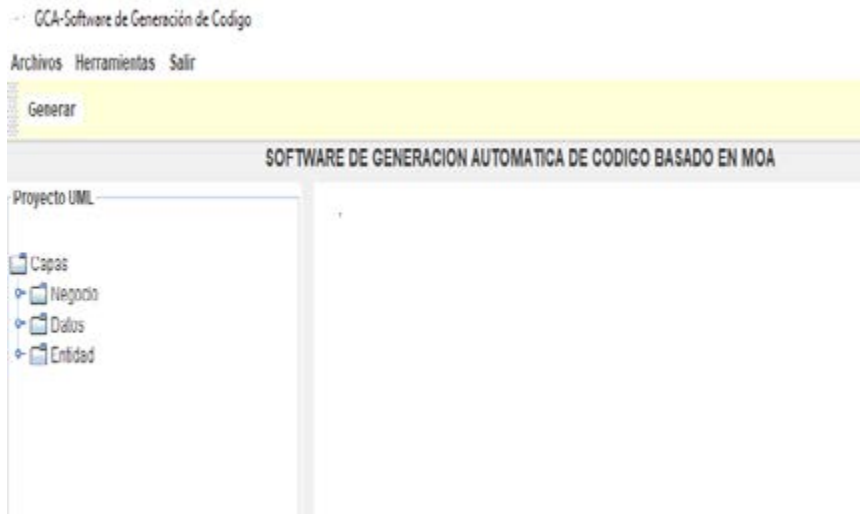 GCA-Software de Generación de Codigo
Archivos Herramientas Salir
Generar
SOFTWARE DE GENERACION AUTOMATICA DE CODIGO BASADO EN MOA
Proyecto UML
Capas
Negocio
Datos
Entidad